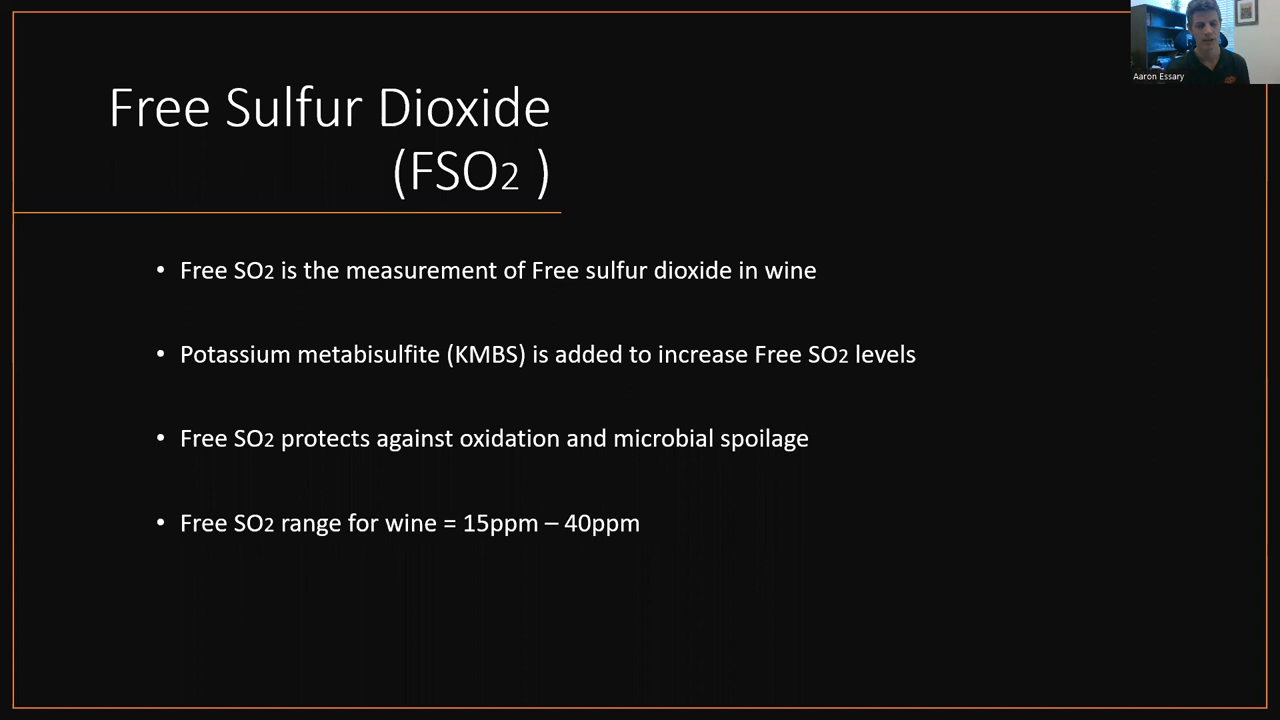 Free Sulfur Dioxide
(FSO2 )
• Free SO2 is the measurement of Free sulfur dioxide in wine
• Potassium metabisulfite (KMBS) is added to increase Free SO2 levels
• Free SO2 protects against oxidation and microbial spoilage
• Free SO2 range for wine = 15ppm – 40ppm
Aaron Essary